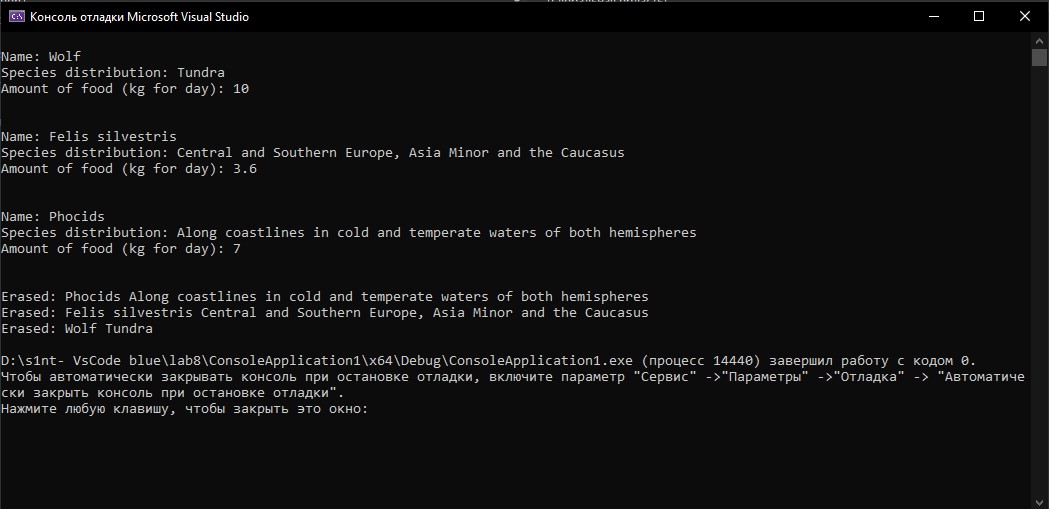 Консоль отладки Microsoft Visual Studio
Name: Wolf
Species distribution: Tundra
Amount of food (kg for day): 10
Name: Felis silvestris
Species distribution: Central and Southern Europe, Asia Minor and the Caucasus
Amount of food (kg for day): 3.6
Name: Phocids
Species distribution: Along coastlines in cold and temperate waters of both hemispheres
Amount of food (kg for day): 7
Erased: Phocids Along coastlines in cold and temperate waters of both hemispheres
Erased: Felis silvestris Central and Southern Europe, Asia Minor and the Caucasus
Erased: Wolf Tundra
D:\s1nt- VsCode blue\lab8\ConsoleApplication1\x64\Debug\ConsoleApplication1.exe (процесс 14440) завершил работу с кодом 0.
Чтобы автоматически закрывать консоль при остановке отладки, включите параметр "Сервис" ->"Параметры" ->"Отладка" -> "Автоматиче
ски закрыть консоль при остановке отладки".
Нажмите любую клавишу, чтобы закрыть это окно: